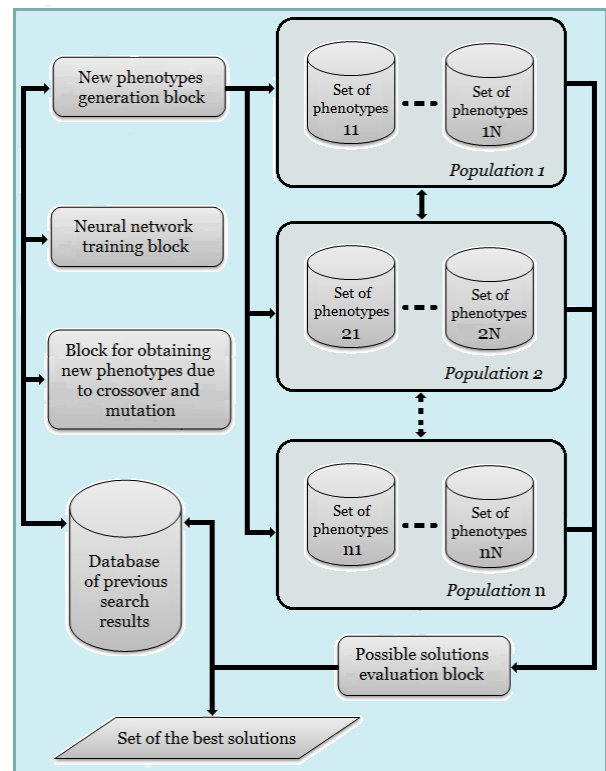 New phenotypes
generation block
Set of
phenotypes
11
Set of
phenotypes
1N
Population 1
Neural network
training block
Set of
phenotypes
21
Set of
phenotypes
2N
Population 2
Block for obtaining
new phenotypes due
to crossover and
mutation
Set of
phenotypes
n1
Set of
phenotypes
nN
Population n
Database
of previous
search
results
Possible solutions
evaluation block
Set of the best solutions